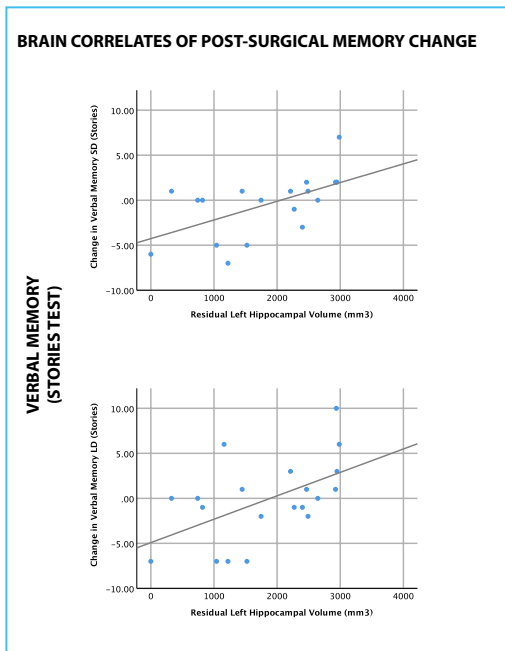 BRAIN CORRELATES OF POST-SURGICAL MEMORY CHANGE
VERBAL MEMORY
(STORIES TEST)
Change in Verbal Memory SD (Stories)
10.00
5.00
.00
-5.00
-10.00
0 1000 2000 3000 4000
Residual Left Hippocampal Volume (mm3)
Change in Verbal Memory LD (Stories)
10.00
5.00
.00
-5.00
-10.00
0 1000 2000 3000 4000
Residual Left Hippocampal Volume (mm3)